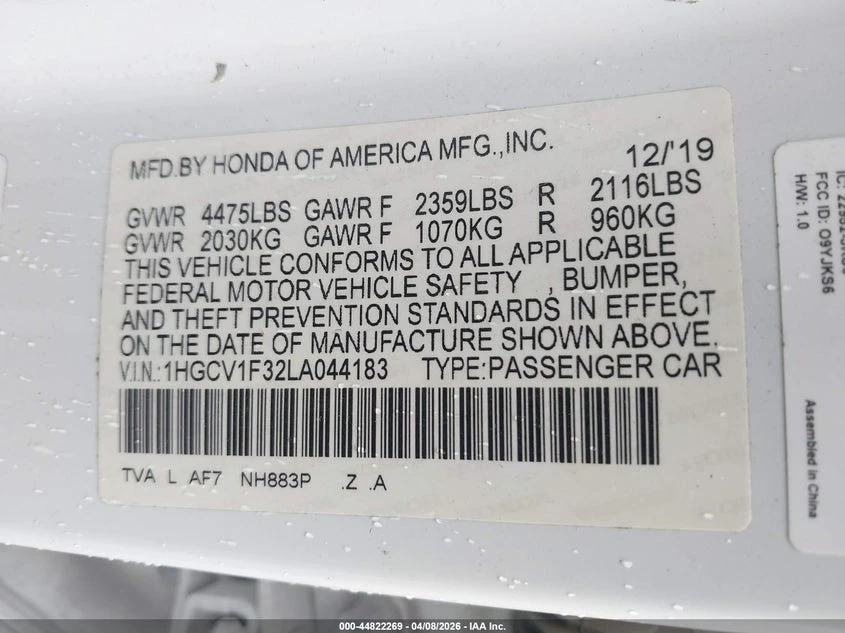 MFD.BY HONDA OF AMERICA MFG.,INC. 12/'19
GVWR 4475LBS GAWR F 2359LBS R 2116LBS
GVWR 2030KG GAWR F 1070KG R 960KG
THIS VEHICLE CONFORMS TO ALL APPLICABLE
FEDERAL MOTOR VEHICLE SAFETY , BUMPER,
AND THEFT PREVENTION STANDARDS IN EFFECT
ON THE DATE OF MANUFACTURE SHOWN ABOVE.
V.I.N.:1HGCV1F32LA044183 TYPE:PASSENGER CAR
TVA L AF7 NH883P .Z .A
FCC ID: O9YJKS6
H/W: 1.0
Assembled in China
000-44822269 - 04/08/2026 - IAA Inc.